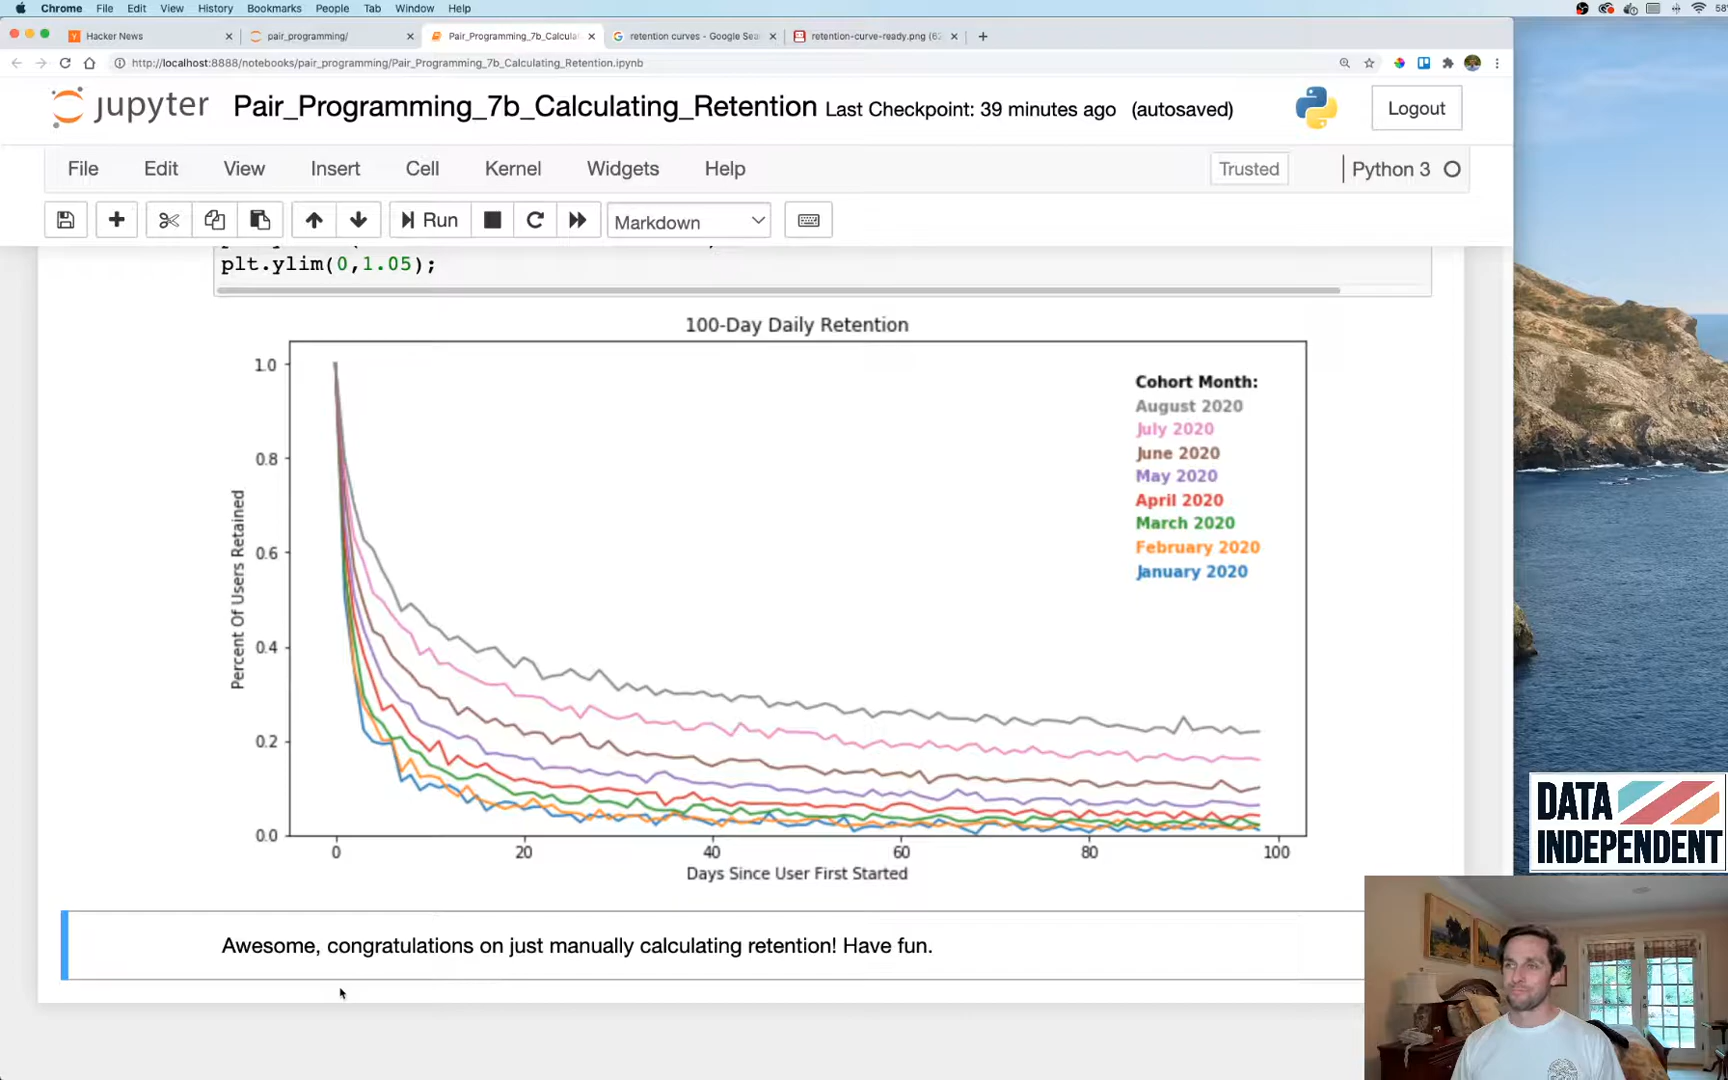 Chrome File Edit View History Bookmarks People Tab Window Help
Hacker News
pair_programming/
Pair_Programming_7b_Calcula
retention curves - Google Sea
retention-curve-ready.png (62
http://localhost:8888/notebooks/pair_programming/Pair_Programming_7b_Calculating_Retention.ipynb
jupyter Pair_Programming_7b_Calculating_Retention Last Checkpoint: 39 minutes ago (autosaved)
Logout
File Edit View Insert Cell Kernel Widgets Help
Trusted
Python 3
Run
Markdown
plt.ylim(0,1.05);
100-Day Daily Retention
Percent Of Users Retained
1.0
0.8
0.6
0.4
0.2
0.0
Cohort Month:
August 2020
July 2020
June 2020
May 2020
April 2020
March 2020
February 2020
January 2020
0 20 40 60 80 100
Days Since User First Started
DATA
INDEPENDENT
Awesome, congratulations on just manually calculating retention! Have fun.